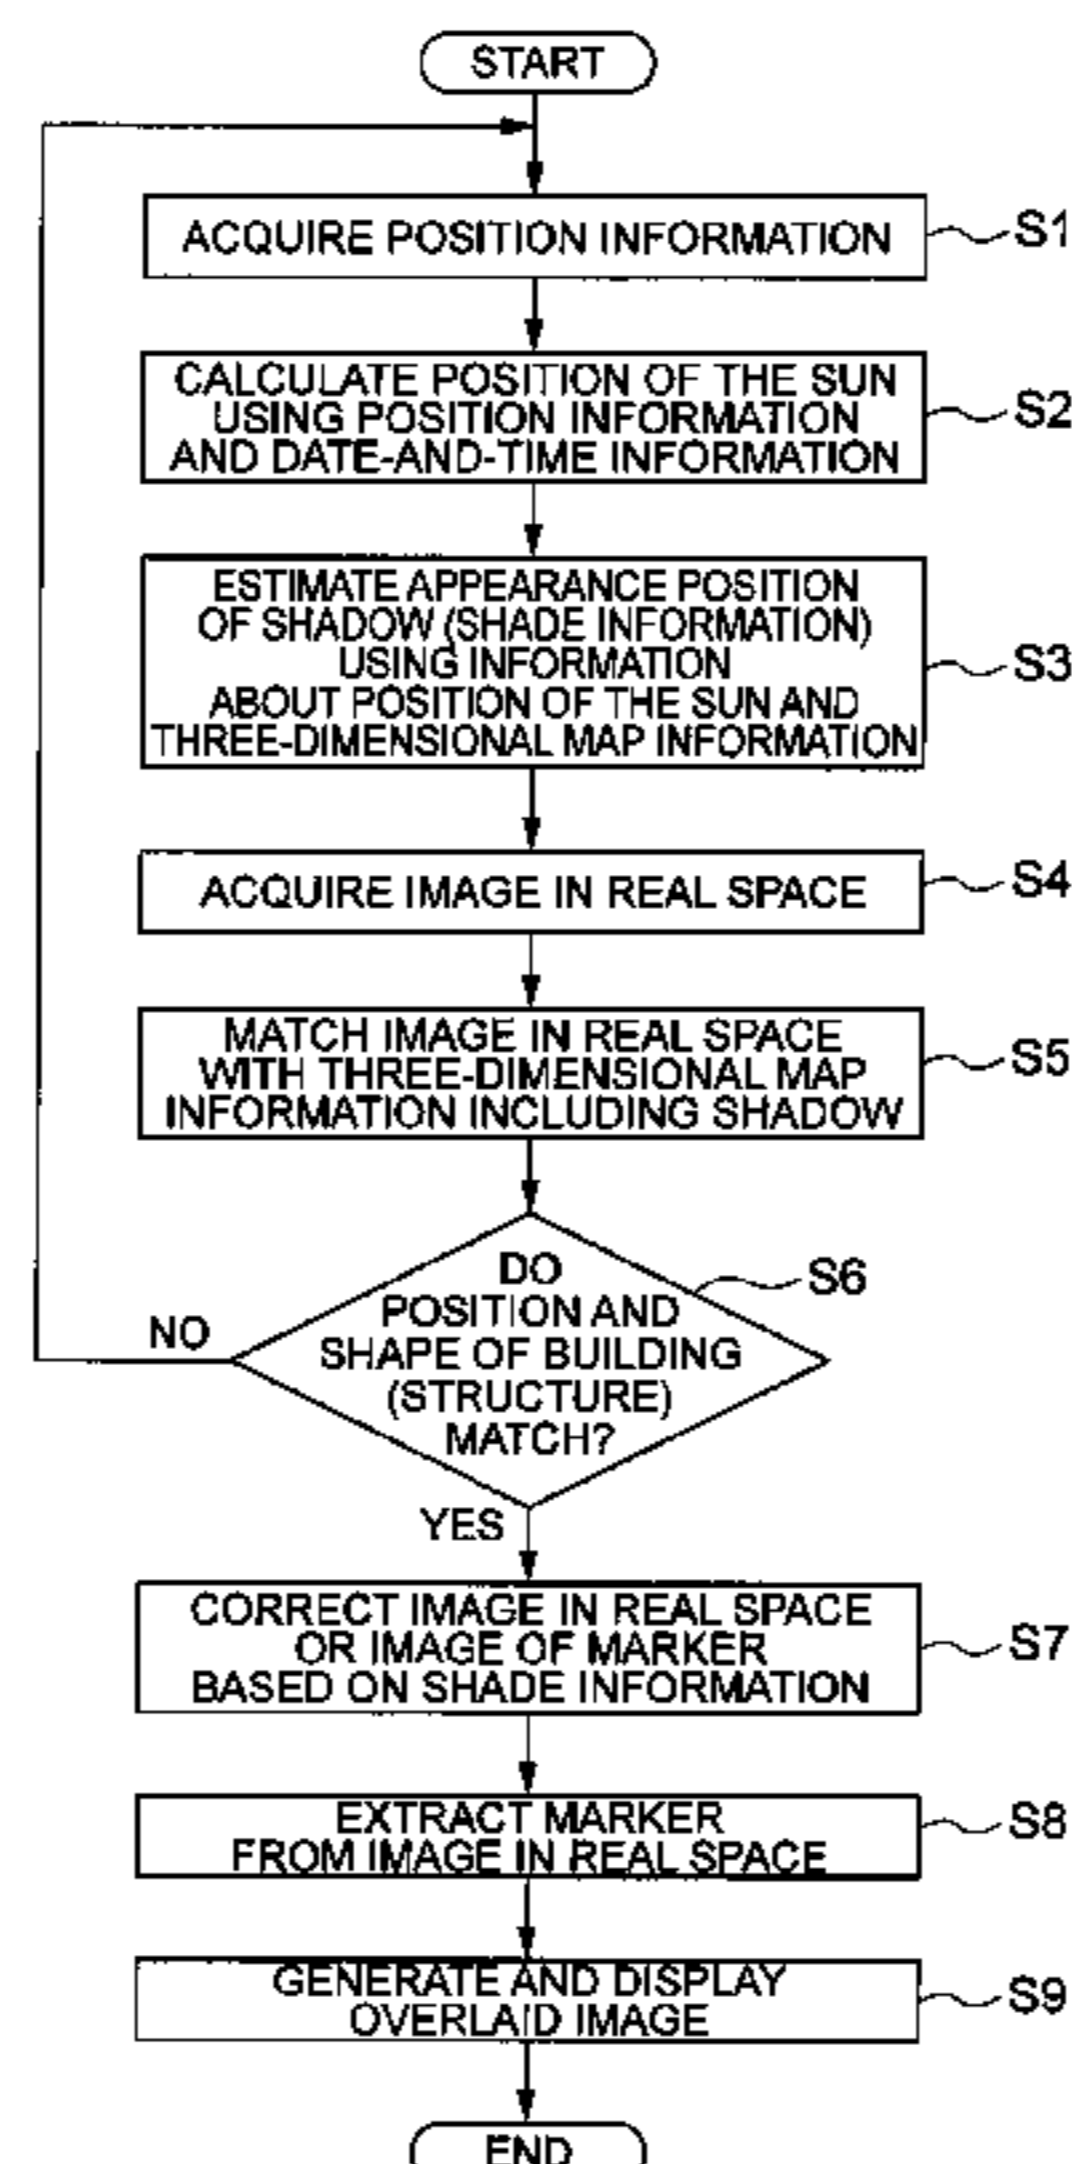 START
ACQUIRE POSITION INFORMATION
S1
CALCULATE POSITION OF THE SUN
USING POSITION INFORMATION
AND DATE-AND-TIME INFORMATION
S2
ESTIMATE APPEARANCE POSITION
OF SHADOW (SHADE INFORMATION)
USING INFORMATION
ABOUT POSITION OF THE SUN AND
THREE-DIMENSIONAL MAP INFORMATION
S3
ACQUIRE IMAGE IN REAL SPACE
S4
MATCH IMAGE IN REAL SPACE
WITH THREE-DIMENSIONAL MAP
INFORMATION INCLUDING SHADOW
S5
DO
POSITION AND
SHAPE OF BUILDING
(STRUCTURE)
MATCH?
S6
NO
YES
CORRECT IMAGE IN REAL SPACE
OR IMAGE OF MARKER
BASED ON SHADE INFORMATION
S7
EXTRACT MARKER
FROM IMAGE IN REAL SPACE
S8
GENERATE AND DISPLAY
OVERLAID IMAGE
S9
END